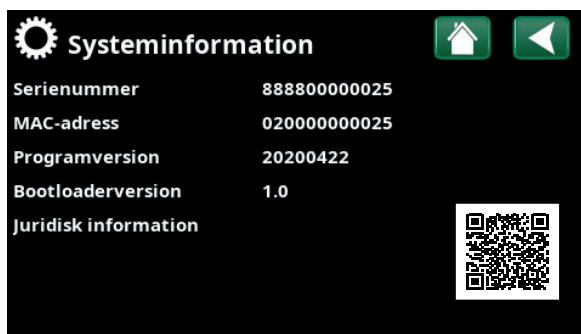 Systeminformation
Serienummer 888800000025
MAC-adress 020000000025
Programversion 20200422
Bootloaderversion 1.0
Juridisk information